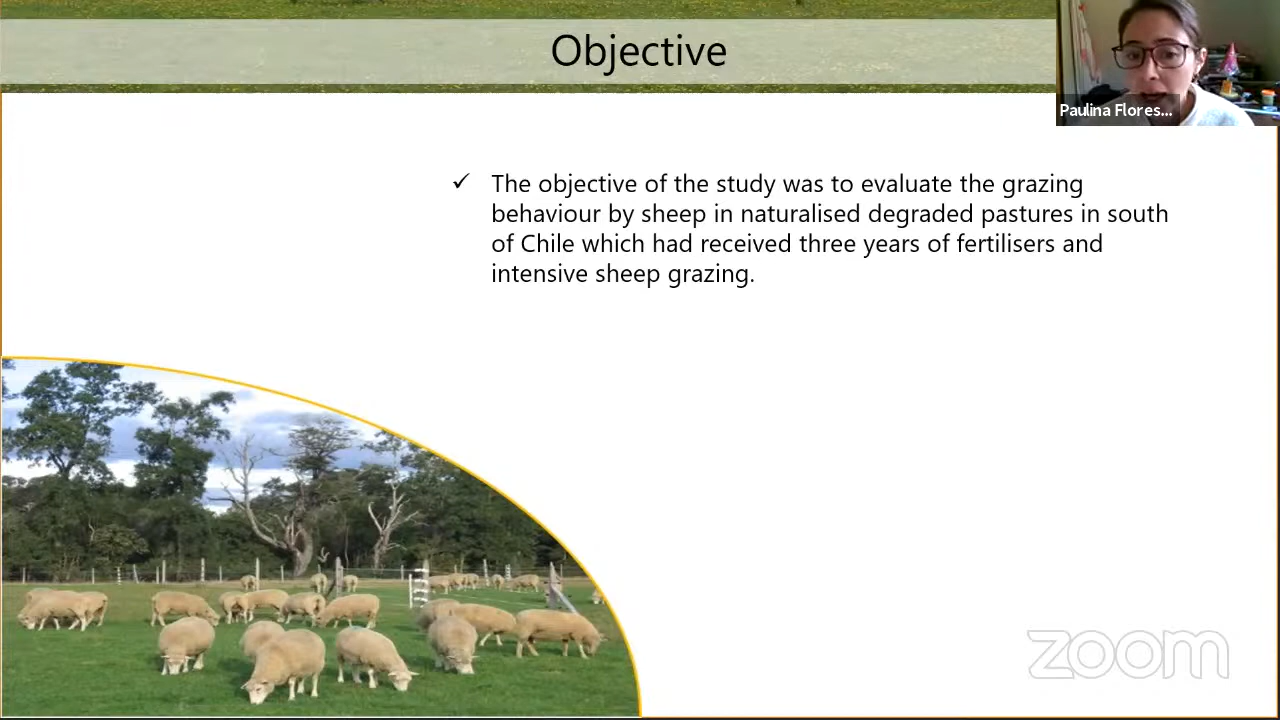 Objective
Paulina Flores...
✓ The objective of the study was to evaluate the grazing
behaviour by sheep in naturalised degraded pastures in south
of Chile which had received three years of fertilisers and
intensive sheep grazing.
zoom